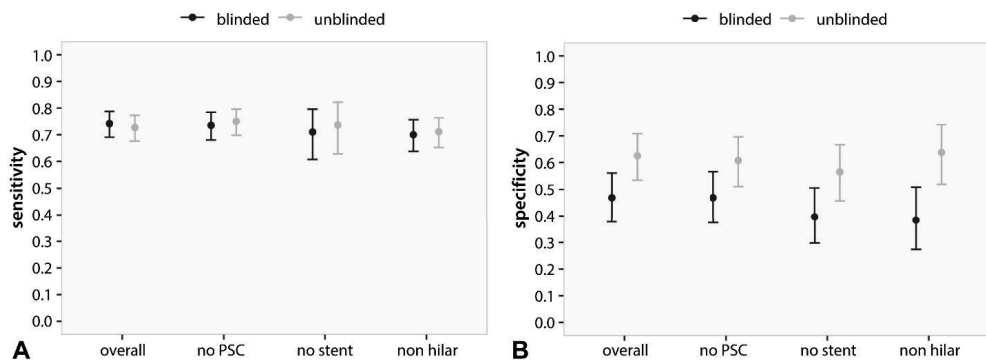 blinded unblinded
sensitivity
1.0
0.9
0.8
0.7
0.6
0.5
0.4
0.3
0.2
0.1
0.0
overall no PSC no stent non hilar
A
blinded unblinded
specificity
1.0
0.9
0.8
0.7
0.6
0.5
0.4
0.3
0.2
0.1
0.0
overall no PSC no stent non hilar
B